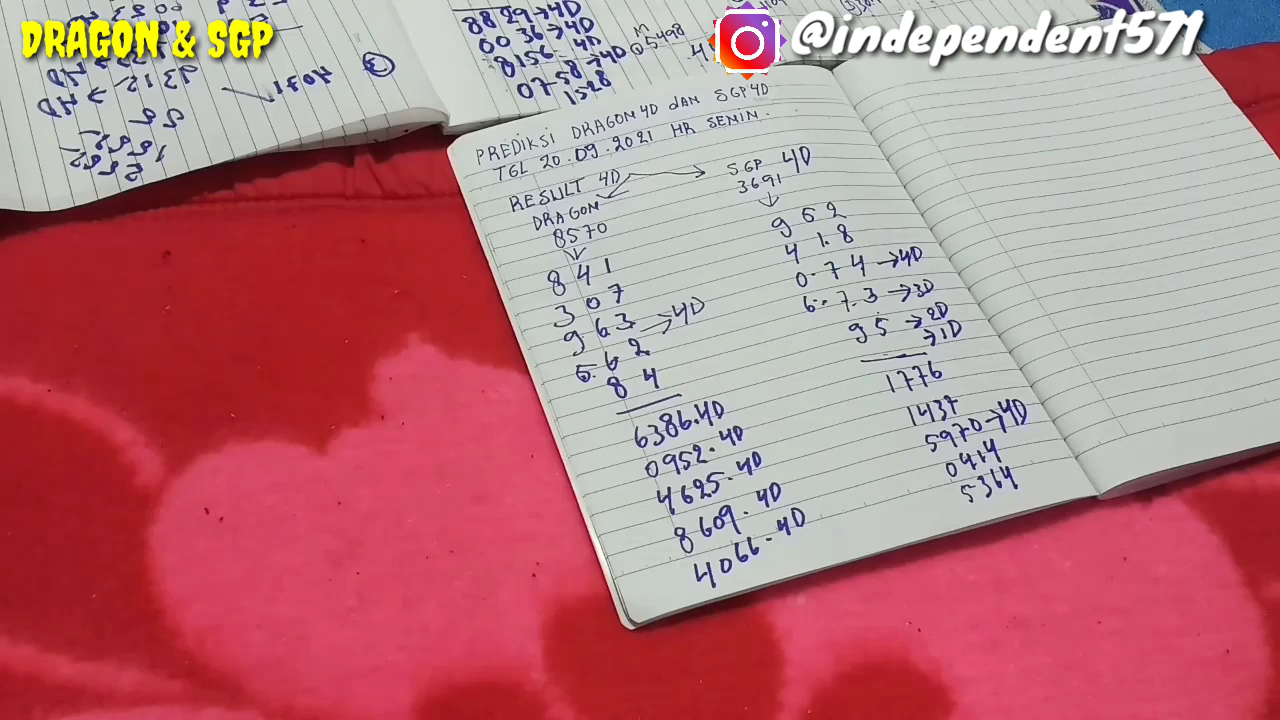 DRAGON & SGP
@independent571
8829→4D
0036→4D
8156. 4D
0758→4D
1528
05498
1312→4D
PREDIKSI DRAGON 4D dAN SGP 4D
TGL 20.09.2021 HR SENIN.
RESULT 4D
DRAGON
8570
8 4 1
3 0 7
9 6 3
5. 6 2 →4D
8 4
6386.4D
0952.4D
4625.4D
8609.4D
4066.4D
SGP 4D
3691
9 5 2
4 1. 8
0. 7 4 →4D
6. 7. 3 →3D
9 5 →2D
→1D
1776
1437
5970→4D
0414
5364